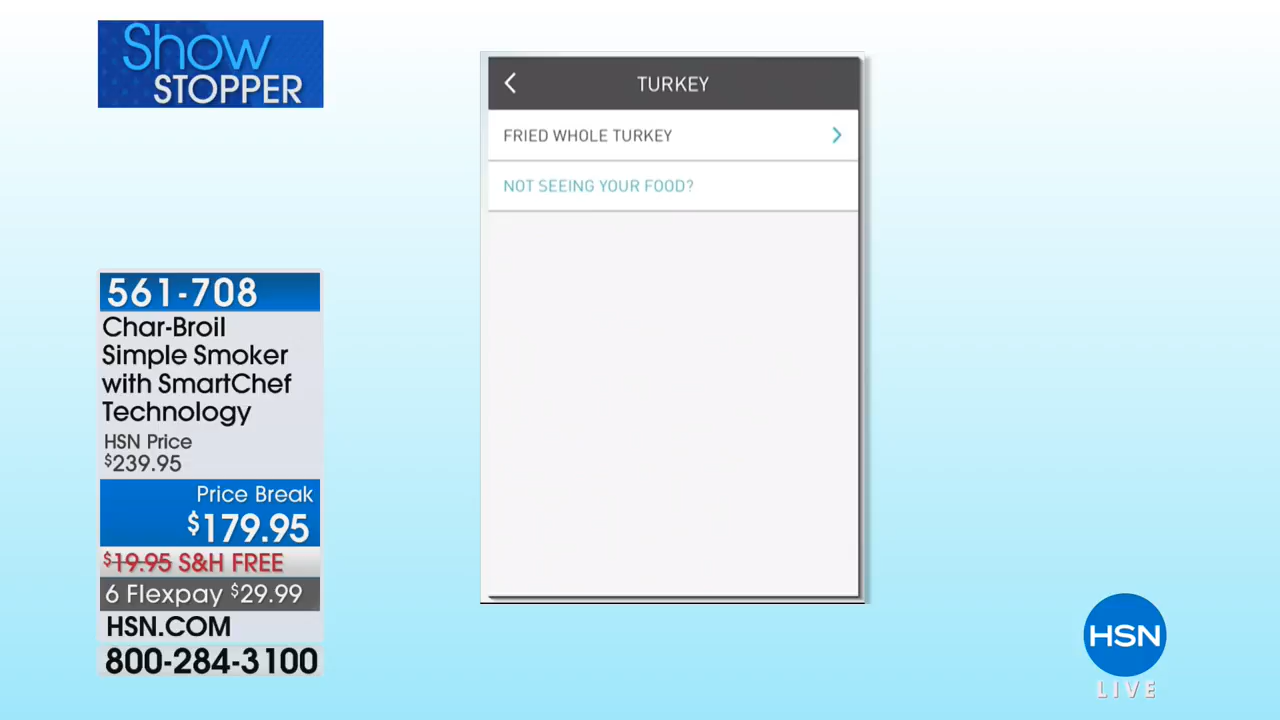 Show
STOPPER
TURKEY
FRIED WHOLE TURKEY
NOT SEEING YOUR FOOD?
561-708
Char-Broil
Simple Smoker
with SmartChef
Technology
HSN Price
$239.95
Price Break
$179.95
$19.95 S&H FREE
6 Flexpay $29.99
HSN.COM
800-284-3100
HSN
LIVE